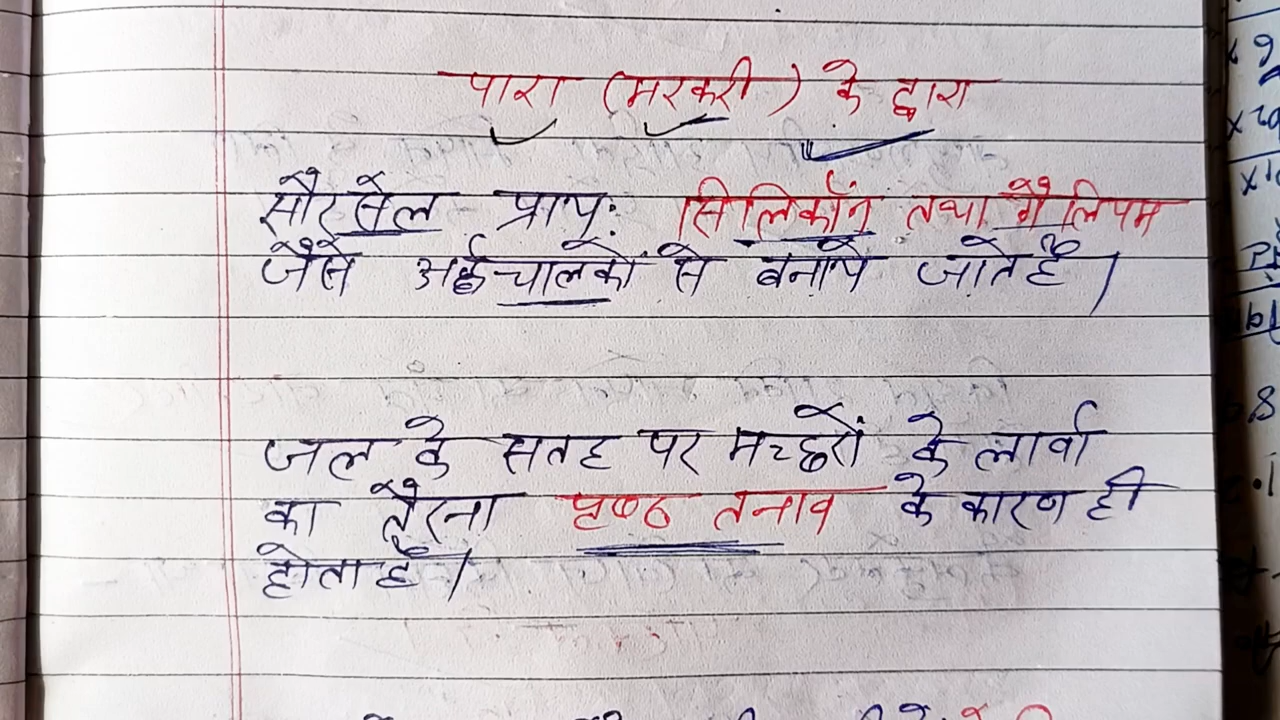 पारा (मरकरी) के द्वारा
सौर सेल प्रायः सिलिकॉन तथा गैलियम
जैसे अर्द्धचालकों से बनाये जाते है।
जल के सतह पर मच्छरों के लार्वा
का तैरना पृष्ठ तनाव के कारण ही
होता है।